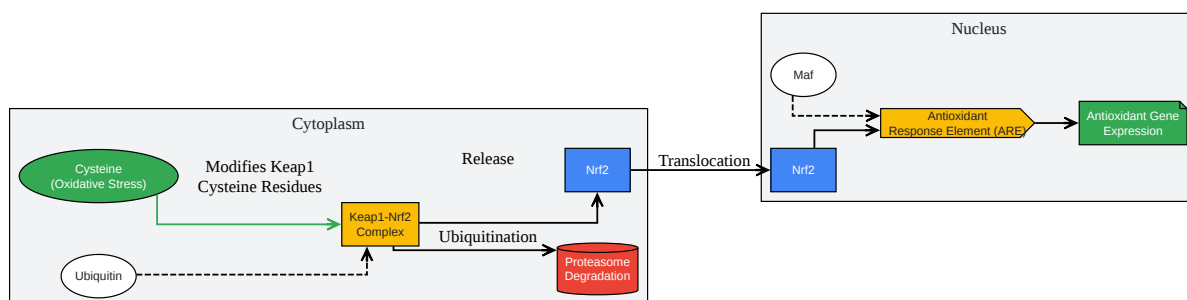 Nucleus
Maf
Antioxidant
Response Element (ARE)
Antioxidant Gene
Expression
Nrf2
Translocation
Cytoplasm
Cysteine
(Oxidative Stress)
Modifies Keap1
Cysteine Residues
Release
Nrf2
Keap1-Nrf2
Complex
Ubiquitination
Proteasome
Degradation
Ubiquitin